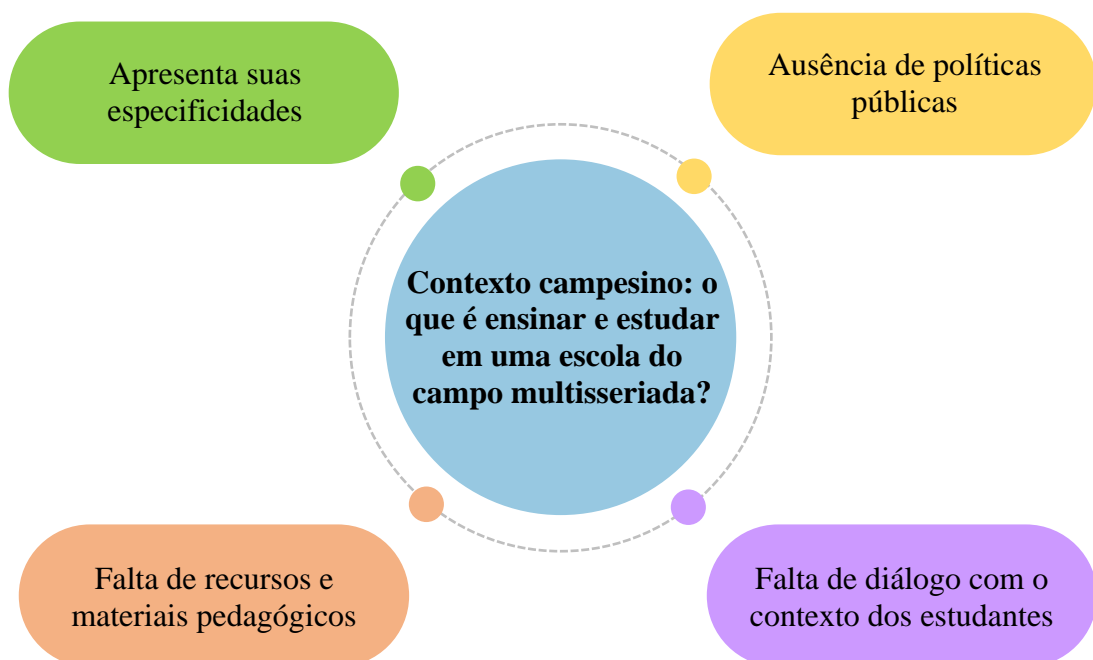 Apresenta suas
especificidades
Ausência de políticas
públicas
Contexto campesino: o
que é ensinar e estudar
em uma escola do
campo multisseriada?
Falta de recursos e
materiais pedagógicos
Falta de diálogo com o
contexto dos estudantes